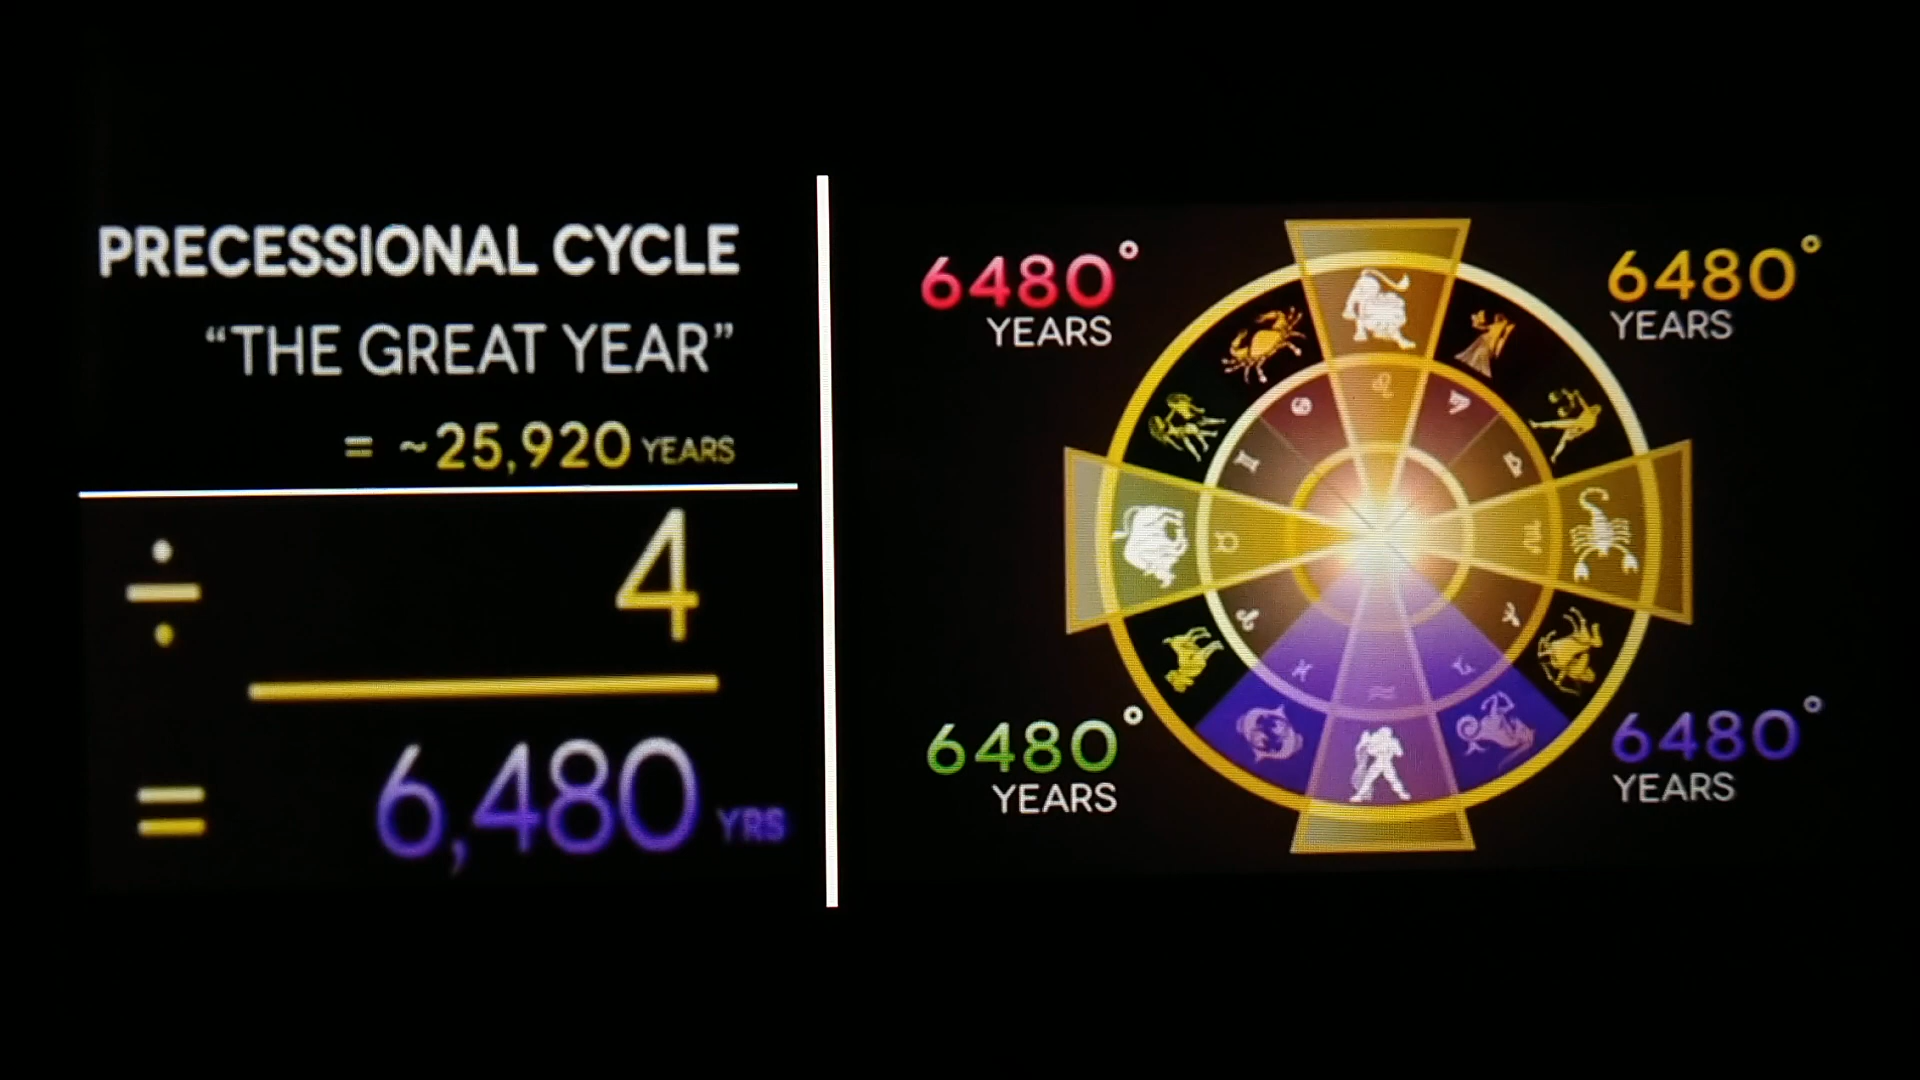 PRECESSIONAL CYCLE
“THE GREAT YEAR”
= ~25,920 YEARS
÷ 4
= 6,480 YRS
6480°
YEARS
6480°
YEARS
♌
♋ ♍
♊ ♎
♉ ♏
♈ ♐
♓ ♑
♒
6480°
YEARS
6480°
YEARS